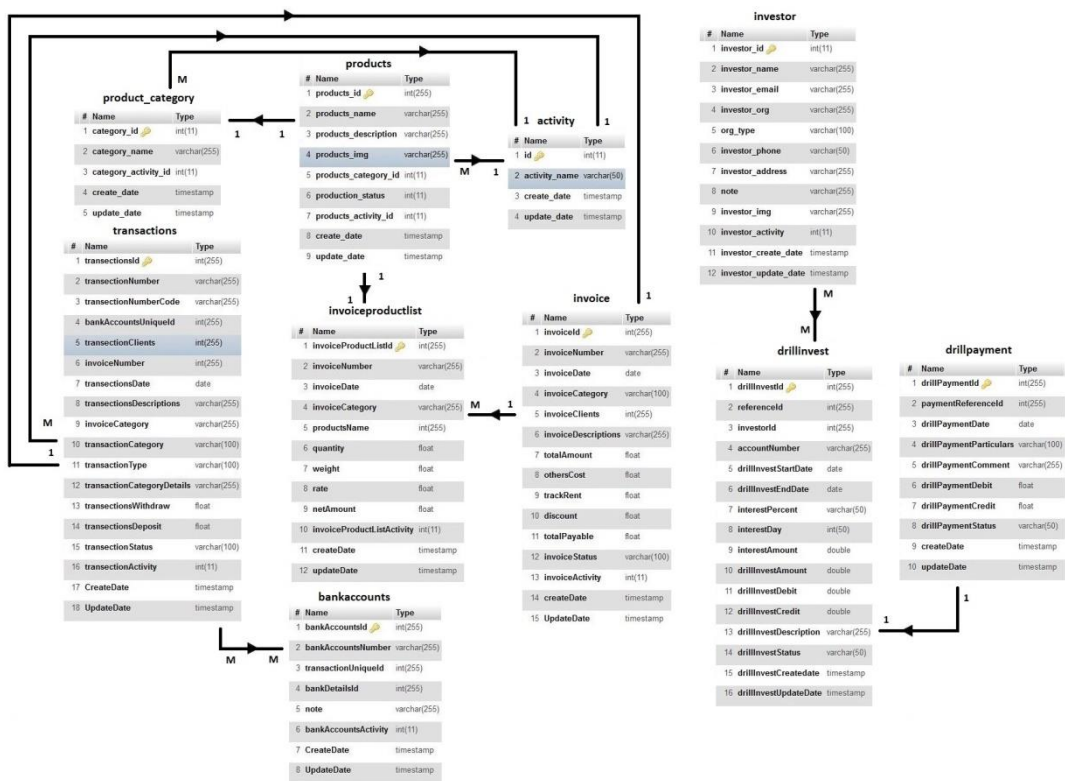 investor
# Name Type
1 investor_id int(11)
2 investor_name varchar(255)
3 investor_email varchar(255)
4 investor_org varchar(255)
5 org_type varchar(100)
6 investor_phone varchar(50)
7 investor_address varchar(255)
8 note varchar(255)
9 investor_img varchar(255)
10 investor_activity int(11)
11 investor_create_date timestamp
12 investor_update_date timestamp
M
M
products
# Name Type
1 products_id int(255)
2 products_name varchar(255)
3 products_description varchar(255)
4 products_img varchar(255)
5 products_category_id int(11)
6 production_status int(11)
7 products_activity_id int(11)
8 create_date timestamp
9 update_date timestamp
M
product_category
# Name Type
1 category_id int(11)
2 category_name varchar(255)
3 category_activity_id int(11)
4 create_date timestamp
5 update_date timestamp
1 1
M 1
1 activity 1
# Name Type
1 id int(11)
2 activity_name varchar(50)
3 create_date timestamp
4 update_date timestamp
transactions
# Name Type
1 transectionsId int(255)
2 transectionNumber varchar(255)
3 transectionNumberCode varchar(255)
4 bankAccountsUniqueId int(255)
5 transectionClients int(255)
6 invoiceNumber int(255)
7 transectionsDate date
8 transectionsDescriptions varchar(255)
9 invoiceCategory varchar(255)
10 transactionCategory varchar(100)
11 transactionType varchar(100)
12 transactionCategoryDetails varchar(255)
13 transactionsWithdraw float
14 transactionsDeposit float
15 transectionStatus varchar(100)
16 transectionActivity int(11)
17 CreateDate timestamp
18 UpdateDate timestamp
M
1
1
1
invoiceproductlist
# Name Type
1 invoiceProductListId int(255)
2 invoiceNumber varchar(255)
3 invoiceDate date
4 invoiceCategory varchar(255)
5 productsName int(255)
6 quantity float
7 weight float
8 rate float
9 netAmount float
10 invoiceProductListActivity int(11)
11 createDate timestamp
12 updateDate timestamp
M 1
invoice 1
# Name Type
1 invoiceId int(255)
2 invoiceNumber varchar(255)
3 invoiceDate date
4 invoiceCategory varchar(100)
5 invoiceClients int(255)
6 invoiceDescriptions varchar(255)
7 totalAmount float
8 othersCost float
9 trackRent float
10 discount float
11 totalPayable float
12 invoiceStatus varchar(100)
13 invoiceActivity int(11)
14 createDate timestamp
15 UpdateDate timestamp
drillinvest
# Name Type
1 drillInvestId int(255)
2 referenceId int(255)
3 investorId int(255)
4 accountNumber varchar(255)
5 drillInvestStartDate date
6 drillInvestEndDate date
7 interestPercent varchar(50)
8 interestDay int(50)
9 interestAmount double
10 drillInvestAmount double
11 drillInvestDebit double
12 drillInvestCredit double
13 drillInvestDescription varchar(255)
14 drillInvestStatus varchar(50)
15 drillInvestCreatedate timestamp
16 drillInvestUpdateDate timestamp
drillpayment
# Name Type
1 drillPaymentId int(255)
2 paymentReferenceId int(255)
3 drillPaymentDate date
4 drillPaymentParticulars varchar(100)
5 drillPaymentComment varchar(255)
6 drillPaymentDebit float
7 drillPaymentCredit float
8 drillPaymentStatus varchar(50)
9 createDate timestamp
10 updateDate timestamp
1
1
bankaccounts
# Name Type
1 bankAccountsId int(255)
2 bankAccountsNumber varchar(255)
3 transactionUniqueId int(255)
4 bankDetailsId int(255)
5 note varchar(255)
6 bankAccountsActivity int(11)
7 CreateDate timestamp
8 UpdateDate timestamp
M M